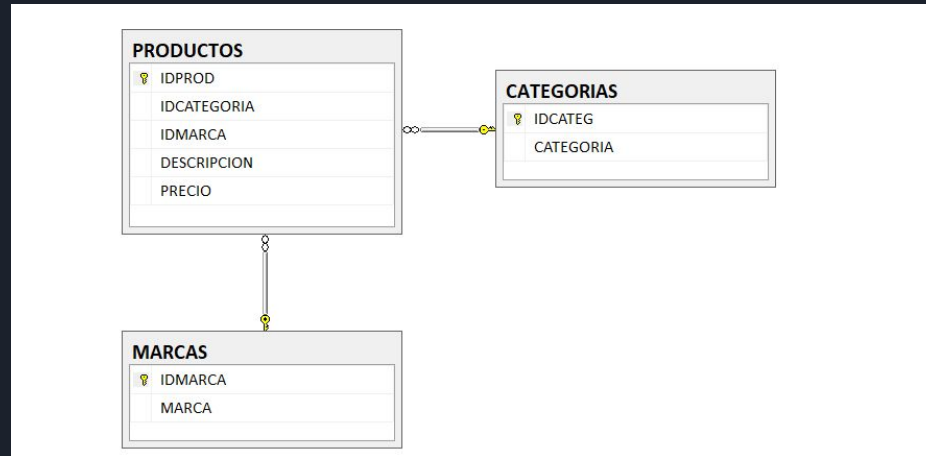 PRODUCTOS
IDPROD
IDCATEGORIA
IDMARCA
DESCRIPCION
PRECIO
CATEGORIAS
IDCATEG
CATEGORIA
MARCAS
IDMARCA
MARCA